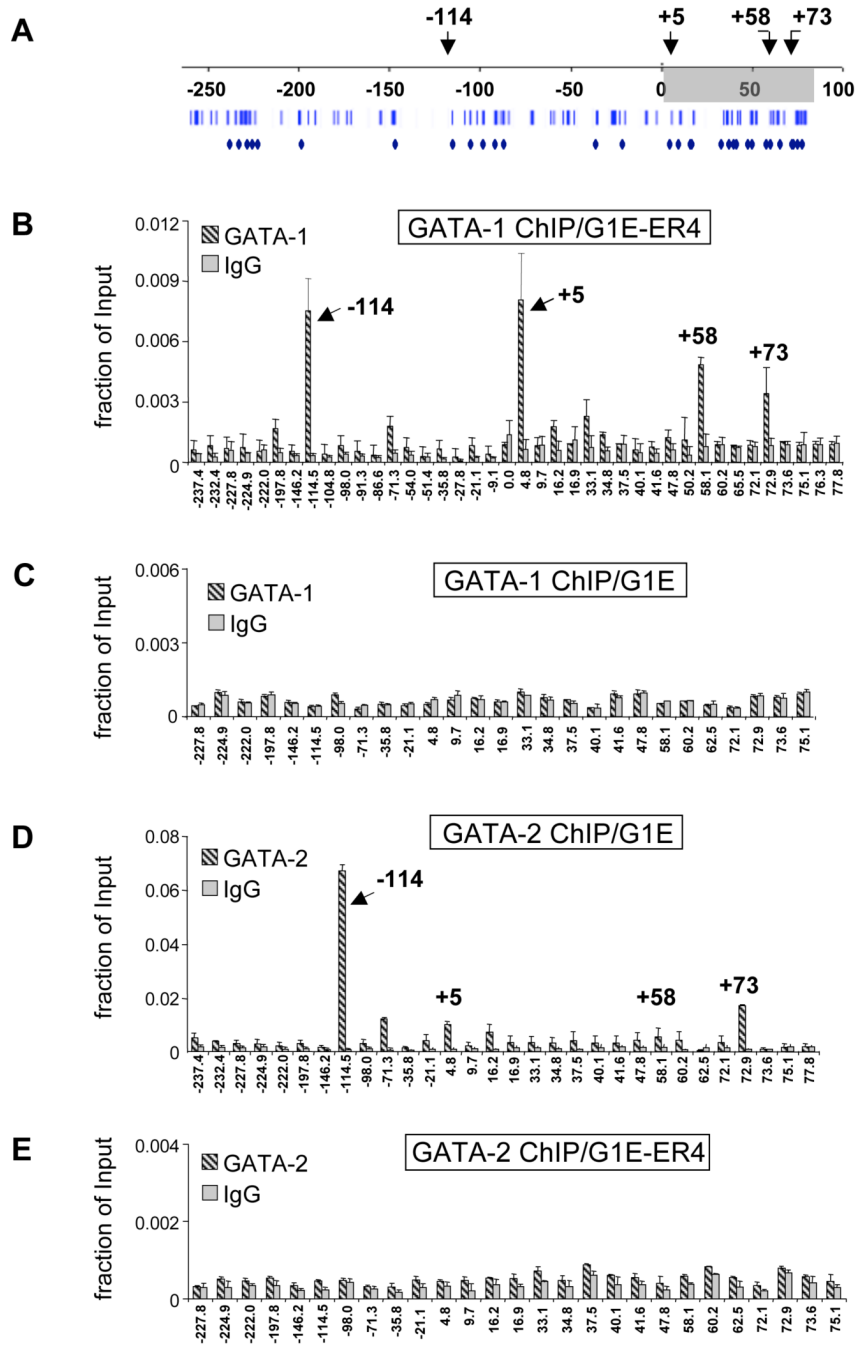 A
-114 +5 +58 +73
-250 -200 -150 -100 -50 0 50 100
B
GATA-1 ChIP/G1E-ER4
GATA-1
IgG
fraction of Input
0.012
0.009
0.006
0.003
0
-114
+5
+58
+73
-237.4 -232.4 -227.8 -224.9 -222.0 -197.8 -146.2 -114.5 -104.8 -98.0 -91.3 -86.6 -71.3 -54.0 -51.4 -35.8 -27.8 -21.1 -9.1 0.0 4.8 9.7 16.2 16.9 33.1 34.8 37.5 40.1 41.6 47.8 50.2 58.1 60.2 65.5 72.1 72.9 73.6 75.1 76.3 77.8
C
GATA-1 ChIP/G1E
GATA-1
IgG
fraction of Input
0.006
0.003
0
-227.8 -224.9 -222.0 -197.8 -146.2 -114.5 -98.0 -71.3 -35.8 -21.1 4.8 9.7 16.2 16.9 33.1 34.8 37.5 40.1 41.6 47.8 58.1 60.2 62.5 72.1 72.9 73.6 75.1
D
GATA-2 ChIP/G1E
GATA-2
IgG
fraction of Input
0.08
0.06
0.04
0.02
0
-114
+5
+58
+73
-237.4 -232.4 -227.8 -224.9 -222.0 -197.8 -146.2 -114.5 -98.0 -71.3 -35.8 -21.1 4.8 9.7 16.2 16.9 33.1 34.8 37.5 40.1 41.6 47.8 58.1 60.2 62.5 72.1 72.9 73.6 75.1 77.8
E
GATA-2 ChIP/G1E-ER4
GATA-2
IgG
fraction of Input
0.004
0.002
0
-227.8 -224.9 -222.0 -197.8 -146.2 -114.5 -98.0 -71.3 -35.8 -21.1 4.8 9.7 16.2 16.9 33.1 34.8 37.5 40.1 41.6 47.8 58.1 60.2 62.5 72.1 72.9 73.6 75.1